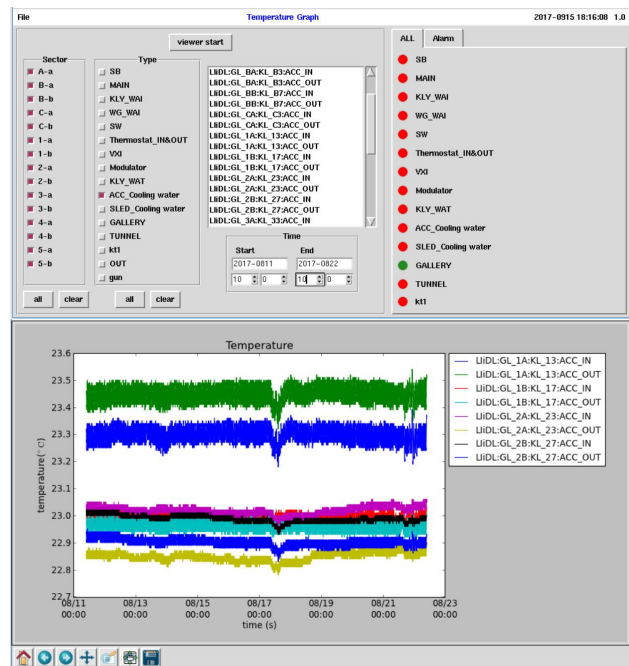 File Temperature Graph 2017-0915 18:16:08 1.0
viewer start
Sector
A-a
B-a
B-b
C-a
C-b
1-a
1-b
2-a
2-b
3-a
3-b
4-a
4-b
5-a
5-b
all clear
Type
SB
MAIN
KLY_WAI
WG_WAI
SW
Thermostat_IN&OUT
VXI
Modulator
KLY_WAT
ACC_Cooling water
SLED_Cooling water
GALLERY
TUNNEL
kt1
OUT
gun
all clear
LIiDL:GL_BA:KL_B3:ACC_IN
LIiDL:GL_BA:KL_B3:ACC_OUT
LIiDL:GL_BB:KL_B7:ACC_IN
LIiDL:GL_BB:KL_B7:ACC_OUT
LIiDL:GL_CA:KL_C3:ACC_IN
LIiDL:GL_CA:KL_C3:ACC_OUT
LIiDL:GL_1A:KL_13:ACC_IN
LIiDL:GL_1A:KL_13:ACC_OUT
LIiDL:GL_1B:KL_17:ACC_IN
LIiDL:GL_1B:KL_17:ACC_OUT
LIiDL:GL_2A:KL_23:ACC_IN
LIiDL:GL_2A:KL_23:ACC_OUT
LIiDL:GL_2B:KL_27:ACC_IN
LIiDL:GL_2B:KL_27:ACC_OUT
LIiDL:GL_3A:KL_33:ACC_IN
Time
Start End
2017-0811 2017-0822
10 0 10 0
ALL Alarm
SB
MAIN
KLY_WAI
WG_WAI
SW
Thermostat_IN&OUT
VXI
Modulator
KLY_WAT
ACC_Cooling water
SLED_Cooling water
GALLERY
TUNNEL
kt1
Temperature
temperature(°C)
23.6
23.5
23.4
23.3
23.2
23.1
23.0
22.9
22.8
22.7
08/11 08/13 08/15 08/17 08/19 08/21 08/23
00:00 00:00 00:00 00:00 00:00 00:00 00:00
time (s)
LIiDL:GL_1A:KL_13:ACC_IN
LIiDL:GL_1A:KL_13:ACC_OUT
LIiDL:GL_1B:KL_17:ACC_IN
LIiDL:GL_1B:KL_17:ACC_OUT
LIiDL:GL_2A:KL_23:ACC_IN
LIiDL:GL_2A:KL_23:ACC_OUT
LIiDL:GL_2B:KL_27:ACC_IN
LIiDL:GL_2B:KL_27:ACC_OUT